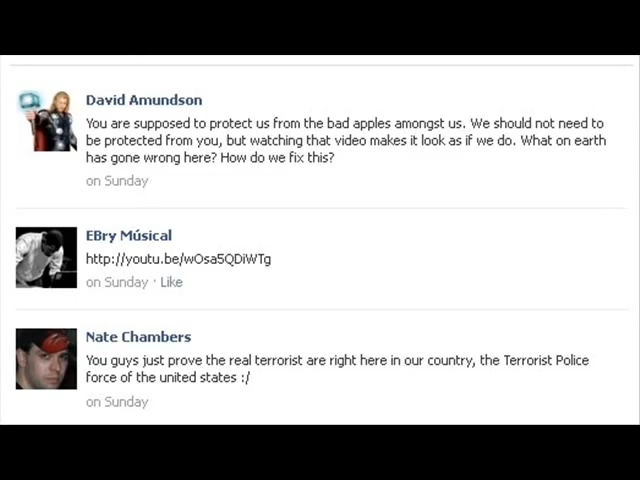 David Amundson
You are supposed to protect us from the bad apples amongst us. We should not need to
be protected from you, but watching that video makes it look as if we do. What on earth
has gone wrong here? How do we fix this?
on Sunday
EBry Músical
http://youtu.be/wOsa5QDiWTg
on Sunday · Like
Nate Chambers
You guys just prove the real terrorist are right here in our country, the Terrorist Police
force of the united states :/
on Sunday